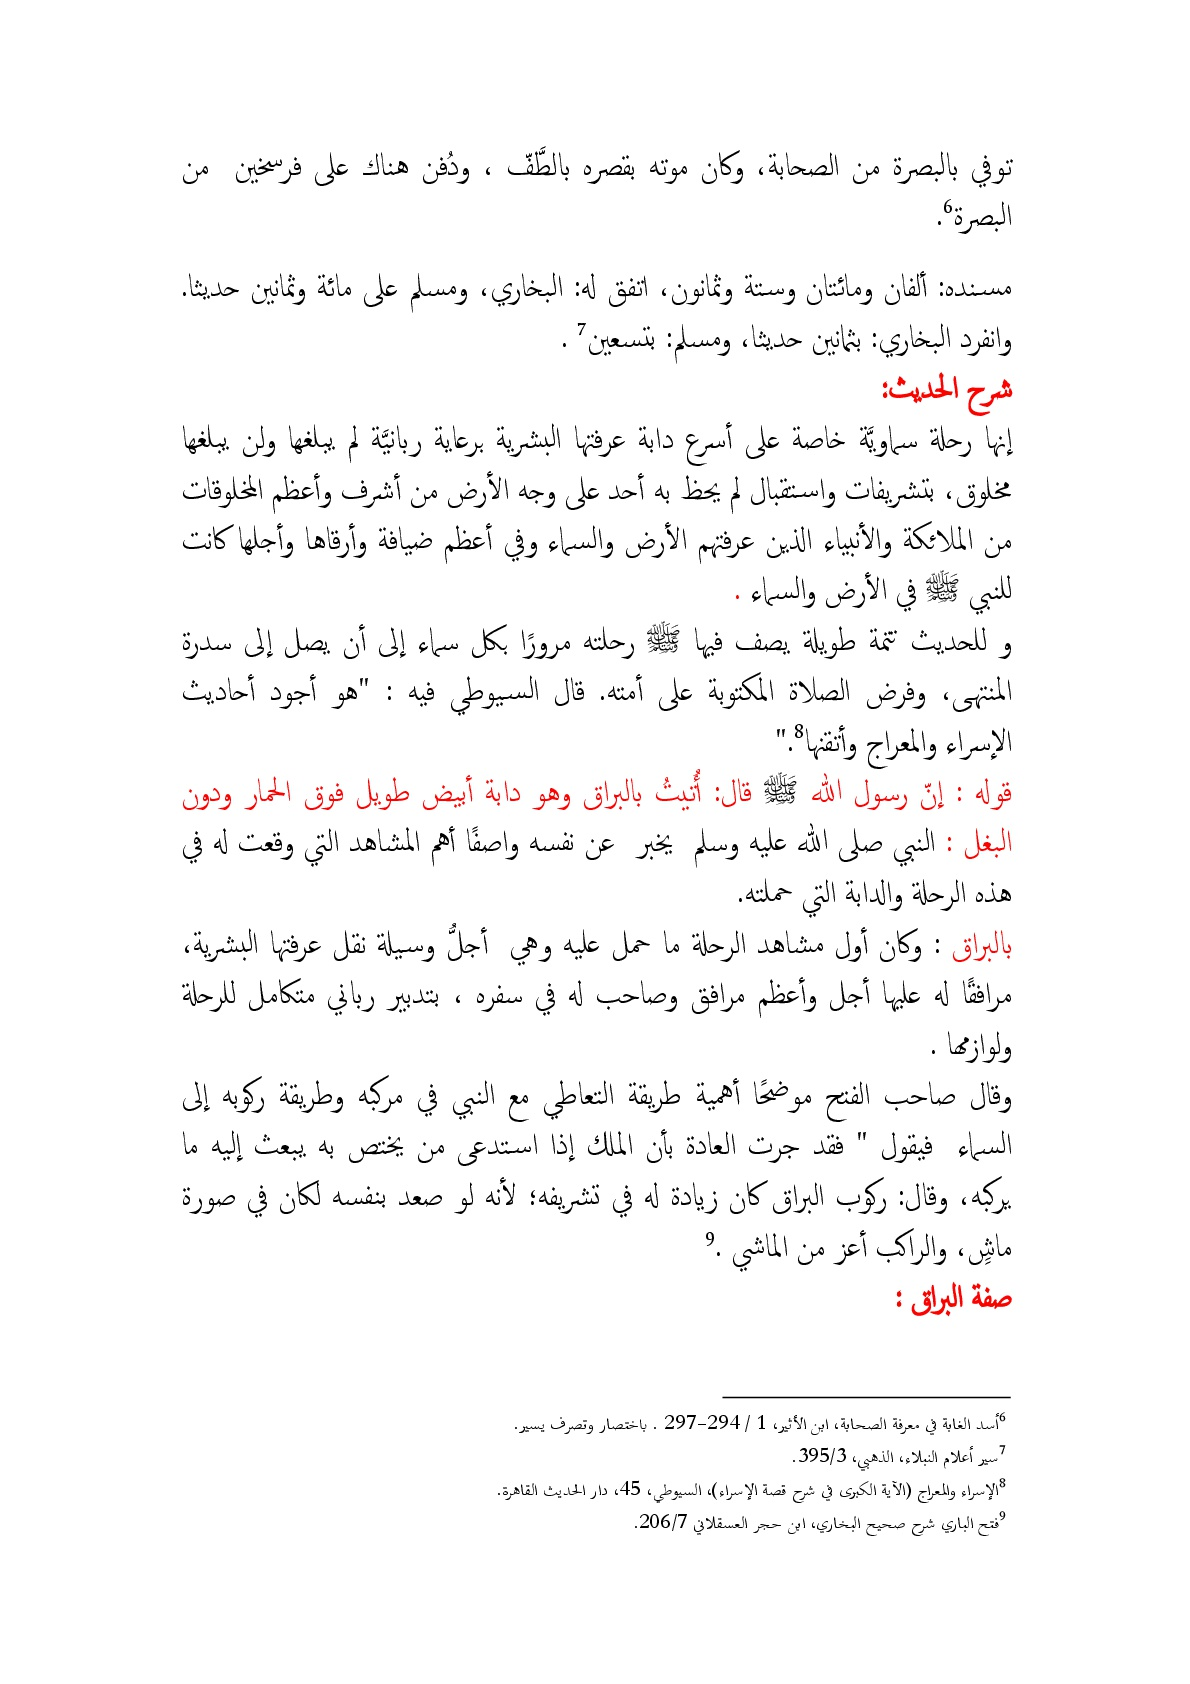 توفي بالبصرة من الصحابة، وكان موته بقصره بالطَّفّ ، ودُفن هناك على فرسخين من
البصرة6.
مسنده: ألفان ومائتان وستة وثمانون، اتفق له: البخاري، ومسلم على مائة وثمانين حديثا.
وانفرد البخاري: بثمانين حديثا، ومسلم: بتسعين7 .
شرح الحديث:
إنها رحلة سماويَّة خاصة على أسرع دابة عرفتها البشرية برعاية ربانيَّة لم يبلغها ولن يبلغها
مخلوق، بتشريفات واستقبال لم يحظ به أحد على وجه الأرض من أشرف وأعظم المخلوقات
من الملائكة والأنبياء الذين عرفتهم الأرض والسماء وفي أعظم ضيافة وأرقاها وأجلها كانت
للنبي ﷺ في الأرض والسماء .
و للحديث تتمة طويلة يصف فيها ﷺ رحلته مرورًا بكل سماء إلى أن يصل إلى سدرة
المنتهى، وفرض الصلاة المكتوبة على أمته. قال السيوطي فيه : "هو أجود أحاديث
الإسراء والمعراج وأتقنها8."
قوله : إنّ رسول الله ﷺ قال: أُتيتُ بالبراق وهو دابة أبيض طويل فوق الحمار ودون
البغل : النبي صلى الله عليه وسلم يخبر عن نفسه واصفًا أهم المشاهد التي وقعت له في
هذه الرحلة والدابة التي حملته.
بالبراق : وكان أول مشاهد الرحلة ما حمل عليه وهي أجلُّ وسيلة نقل عرفتها البشرية،
مرافقًا له عليها أجل وأعظم مرافق وصاحب له في سفره ، بتدبير رباني متكامل للرحلة
ولوازمها .
وقال صاحب الفتح موضحًا أهمية طريقة التعاطي مع النبي في مركبه وطريقة ركوبه إلى
السماء فيقول " فقد جرت العادة بأن الملك إذا استدعى من يختص به يبعث إليه ما
يركبه، وقال: ركوب البراق كان زيادة له في تشريفه؛ لأنه لو صعد بنفسه لكان في صورة
ماشٍ، والراكب أعز من الماشي .9
صفة البراق :
6أسد الغابة في معرفة الصحابة، ابن الأثير، 1 / 294-297 . باختصار وتصرف يسير.
7سير أعلام النبلاء، الذهبي، 395/3.
8الإسراء والمعراج (الآية الكبرى في شرح قصة الإسراء)، السيوطي، 45، دار الحديث القاهرة.
9فتح الباري شرح صحيح البخاري، ابن حجر العسقلاني 206/7.